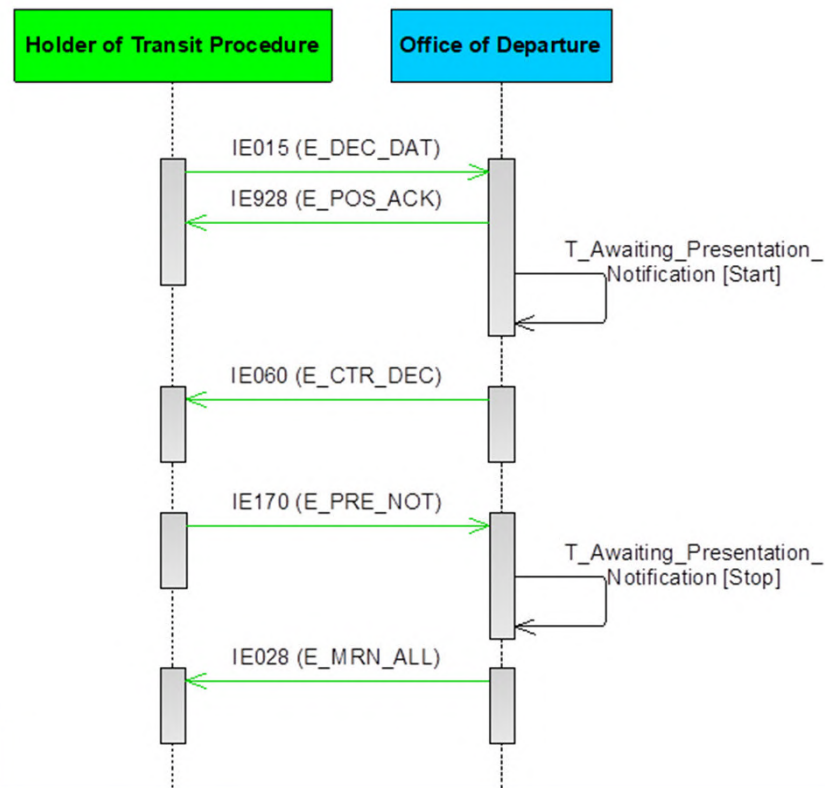 Holder of Transit Procedure
Office of Departure
IE015 (E_DEC_DAT)
IE928 (E_POS_ACK)
T_Awaiting_Presentation_
Notification [Start]
IE060 (E_CTR_DEC)
IE170 (E_PRE_NOT)
T_Awaiting_Presentation_
Notification [Stop]
IE028 (E_MRN_ALL)